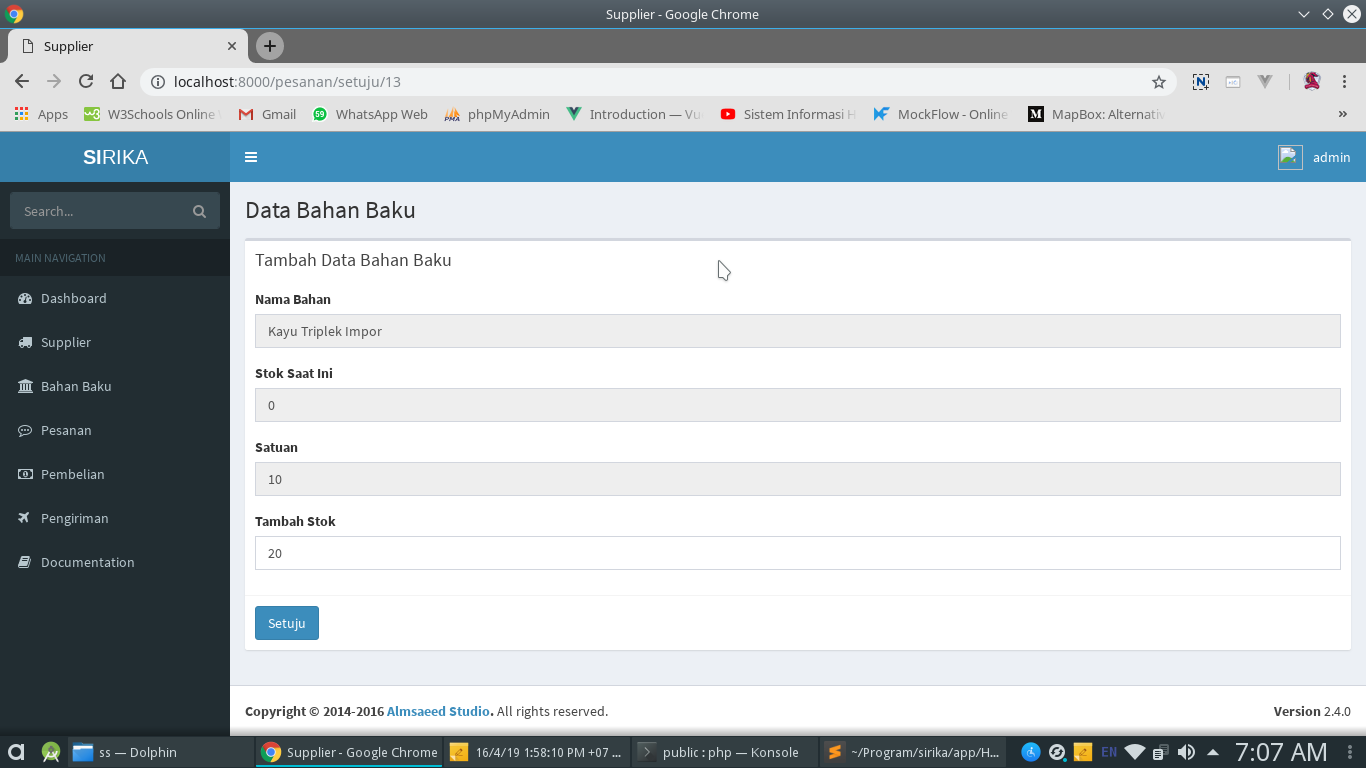 Supplier - Google Chrome
Supplier
localhost:8000/pesanan/setuju/13
Apps W3Schools Online Gmail WhatsApp Web phpMyAdmin Introduction — Vu Sistem Informasi H MockFlow - Online MapBox: Alternativ »
SIRIKA
admin
Search...
MAIN NAVIGATION
Dashboard
Supplier
Bahan Baku
Pesanan
Pembelian
Pengiriman
Documentation
Data Bahan Baku
Tambah Data Bahan Baku
Nama Bahan
Kayu Triplek Impor
Stok Saat Ini
0
Satuan
10
Tambah Stok
20
Setuju
Copyright © 2014-2016 Almsaeed Studio. All rights reserved.
Version 2.4.0
ss — Dolphin Supplier - Google Chrome 16/4/19 1:58:10 PM +07 ... public : php — Konsole ~/Program/sirika/app/H... EN 7:07 AM